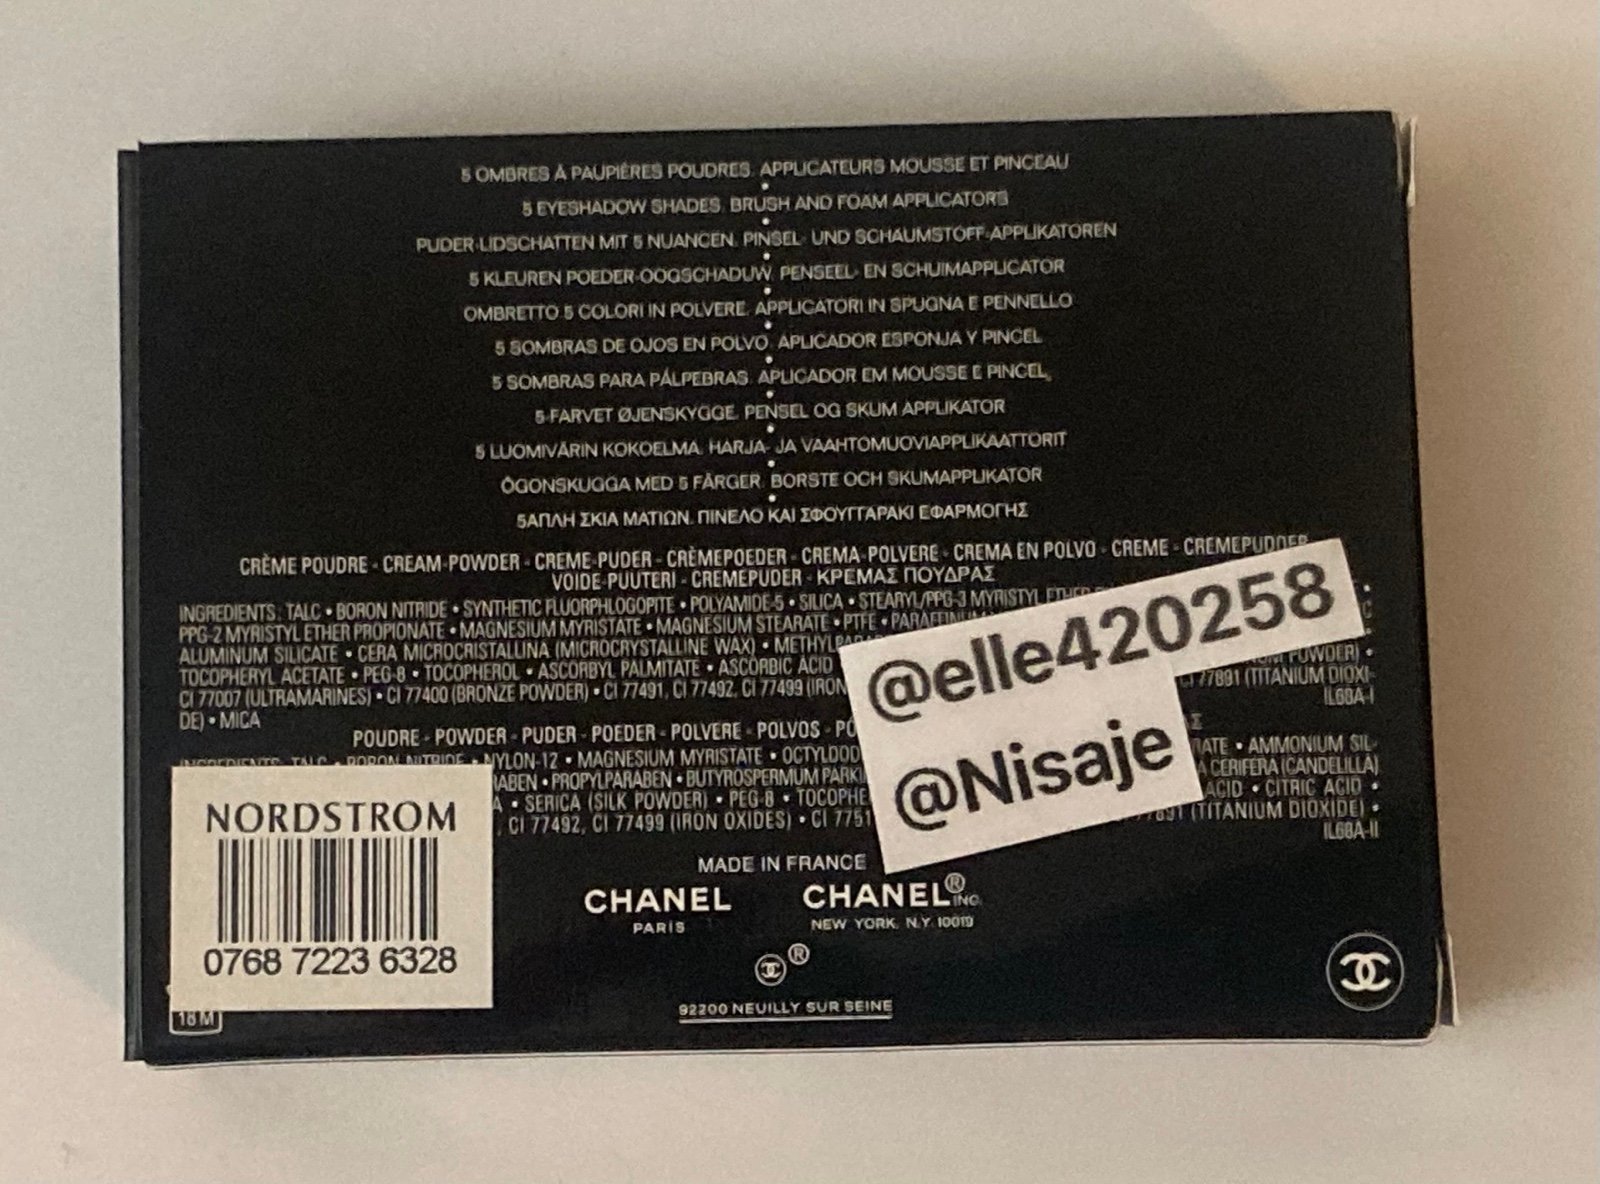 5 OMBRES À PAUPIÈRES POUDRES. APPLICATEURS MOUSSE ET PINCEAU
5 EYESHADOW SHADES. BRUSH AND FOAM APPLICATORS
PUDER-LIDSCHATTEN MIT 5 NUANCEN. PINSEL- UND SCHAUMSTOFF-APPLIKATOREN
5 KLEUREN POEDER-OOGSCHADUW. PENSEEL- EN SCHUIMAPPLICATOR
OMBRETTO 5 COLORI IN POLVERE. APPLICATORI IN SPUGNA E PENNELLO
5 SOMBRAS DE OJOS EN POLVO. APLICADOR ESPONJA Y PINCEL
5 SOMBRAS PARA PÁLPEBRAS. APLICADOR EM MOUSSE E PINCEL
5 FARVET ØJENSKYGGE. PENSEL OG SKUM APPLIKATOR
5 LUOMIVÄRIN KOKOELMA. HARJA- JA VAAHTOMUOVIAPPLIKAATTORIT
ÖGONSKUGGA MED 5 FÄRGER. BORSTE OCH SKUMAPPLIKATOR
5ΑΠΛΗ ΣΚΙΑ ΜΑΤΙΩΝ. ΠΙΝΕΛΟ ΚΑΙ ΣΦΟΥΓΓΑΡΑΚΙ ΕΦΑΡΜΟΓΗΣ
CRÈME POUDRE - CREAM-POWDER - CREME-PUDER - CRÈMEPOEDER - CREMA-POLVERE - CREMA EN POLVO - CREME - CREMEPUDDER
VOIDE-PUUTERI - CREMEPUDER - ΚΡΕΜΑΣ ΠΟΥΔΡΑΣ
INGREDIENTS: TALC • BORON NITRIDE • SYNTHETIC FLUORPHLOGOPITE • POLYAMIDE-5 • SILICA • STEARYL/PPG-3 MYRISTYL ETHER
PPG-2 MYRISTYL ETHER PROPIONATE • MAGNESIUM MYRISTATE • MAGNESIUM STEARATE • PTFE •
ALUMINUM SILICATE • CERA MICROCRISTALLINA (MICROCRYSTALLINE WAX) •
TOCOPHERYL ACETATE • PEG-8 • TOCOPHEROL • ASCORBYL PALMITATE • ASCORBIC ACID POWDER) •
CI 77007 (ULTRAMARINES) • CI 77400 (BRONZE POWDER) • CI 77491, CI 77492, CI 77499 (IRON CI 77891 (TITANIUM DIOXI-
DE) • MICA IL68A-I
POUDRE - POWDER - PUDER - POEDER - POLVERE - POLVOS -
INGREDIENTS: TALC • BORON NITRIDE • NYLON-12 • MAGNESIUM MYRISTATE • AMMONIUM SIL-
• PROPYLPARABEN • BUTYROSPERMUM CERIFERA (CANDELILLA)
• SERICA (SILK POWDER) • PEG-8 • ACID • CITRIC ACID •
, CI 77492, CI 77499 (IRON OXIDES) • CI (TITANIUM DIOXIDE) •
IL68A-II
@elle420258
@Nisaje
NORDSTROM
0768 7223 6328
18 M
MADE IN FRANCE
CHANEL CHANEL® INC.
PARIS NEW YORK, N.Y. 10019
®
92200 NEUILLY SUR SEINE